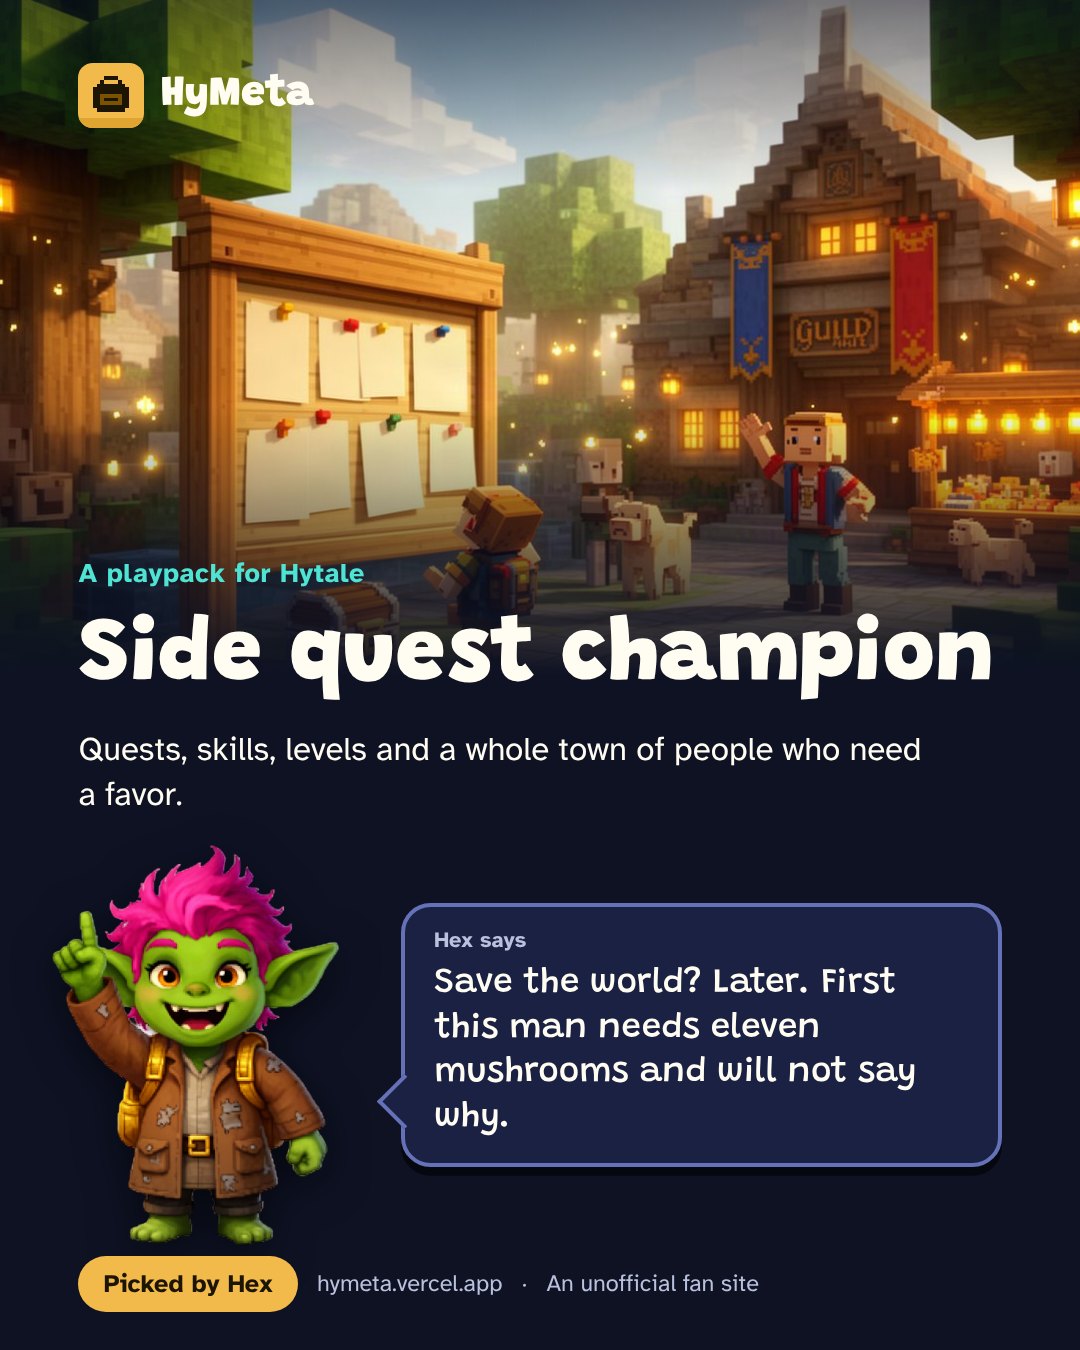 HyMeta
GUILD
A playpack for Hytale
Side quest champion
Quests, skills, levels and a whole town of people who need
a favor.
Hex says
Save the world? Later. First
this man needs eleven
mushrooms and will not say
why.
Picked by Hex
hymeta.vercel.app · An unofficial fan site